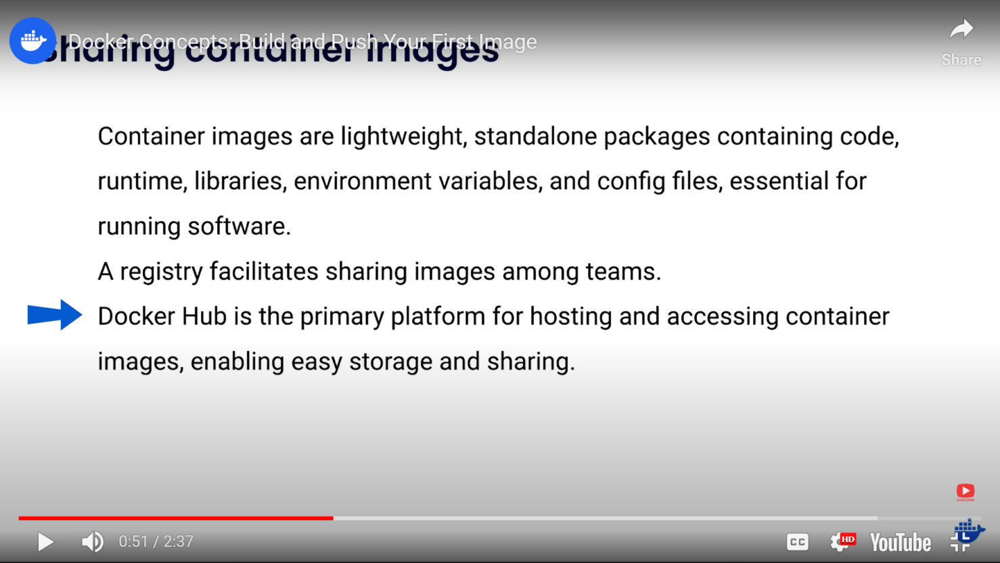 Docker Concepts: Build and Push Your First Image
Sharing container images
Share
Container images are lightweight, standalone packages containing code,
runtime, libraries, environment variables, and config files, essential for
running software.
A registry facilitates sharing images among teams.
Docker Hub is the primary platform for hosting and accessing container
images, enabling easy storage and sharing.
SUBSCRIBE
0:51 / 2:37
CC
HD
YouTube